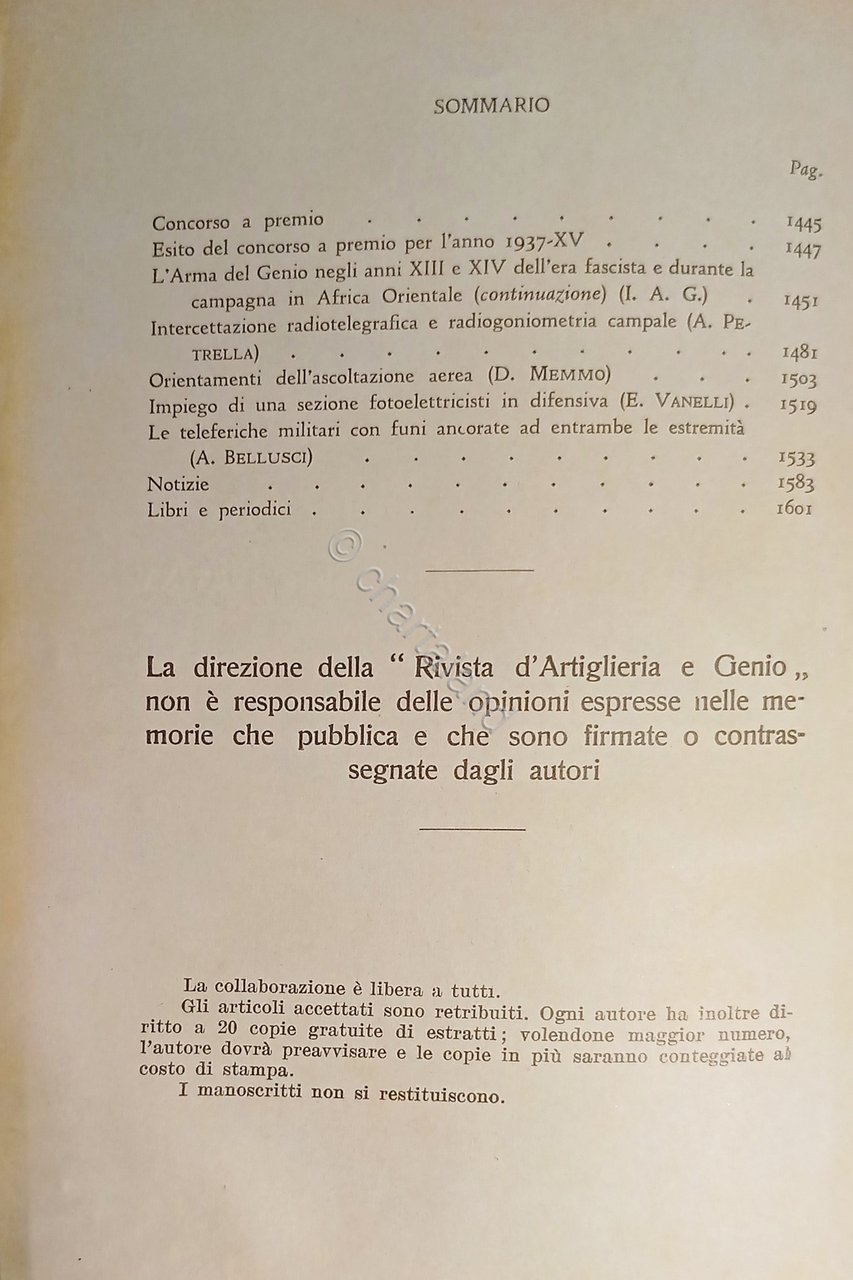 SOMMARIO
Pag.
Concorso a premio . . . . . . . . . 1445
Esito del concorso a premio per l'anno 1937-XV . . . . 1447
L'Arma del Genio negli anni XIII e XIV dell'era fascista e durante la
campagna in Africa Orientale (continuazione) (I. A. G.) . 1451
Intercettazione radiotelegrafica e radiogoniometria campale (A. PE-
TRELLA) . . . . . . . . . . 1481
Orientamenti dell'ascoltazione aerea (D. MEMMO) . . . 1503
Impiego di una sezione fotoelettricisti in difensiva (E. VANELLI) . 1519
Le teleferiche militari con funi ancorate ad entrambe le estremità
(A. BELLUSCI) . . . . . . . . . 1533
Notizie . . . . . . . . . . . 1583
Libri e periodici . . . . . . . . . . 1601
La direzione della “ Rivista d'Artiglieria e Genio „
non è responsabile delle opinioni espresse nelle me-
morie che pubblica e che sono firmate o contras-
segnate dagli autori
La collaborazione è libera a tutti.
Gli articoli accettati sono retribuiti. Ogni autore ha inoltre di-
ritto a 20 copie gratuite di estratti; volendone maggior numero,
l'autore dovrà preavvisare e le copie in più saranno conteggiate al
costo di stampa.
I manoscritti non si restituiscono.